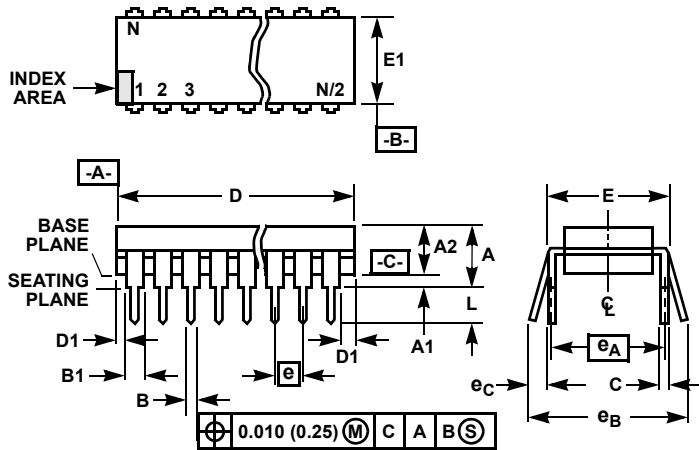 N
E1
INDEX
AREA
1 2 3 N/2
-B-
-A-
D
E
BASE
PLANE
A2
A
-C-
SEATING
PLANE
L
℄
D1
A1
D1
eA
B1
e
eC
C
B
eB
⌖ 0.010 (0.25) Ⓜ C A B Ⓢ